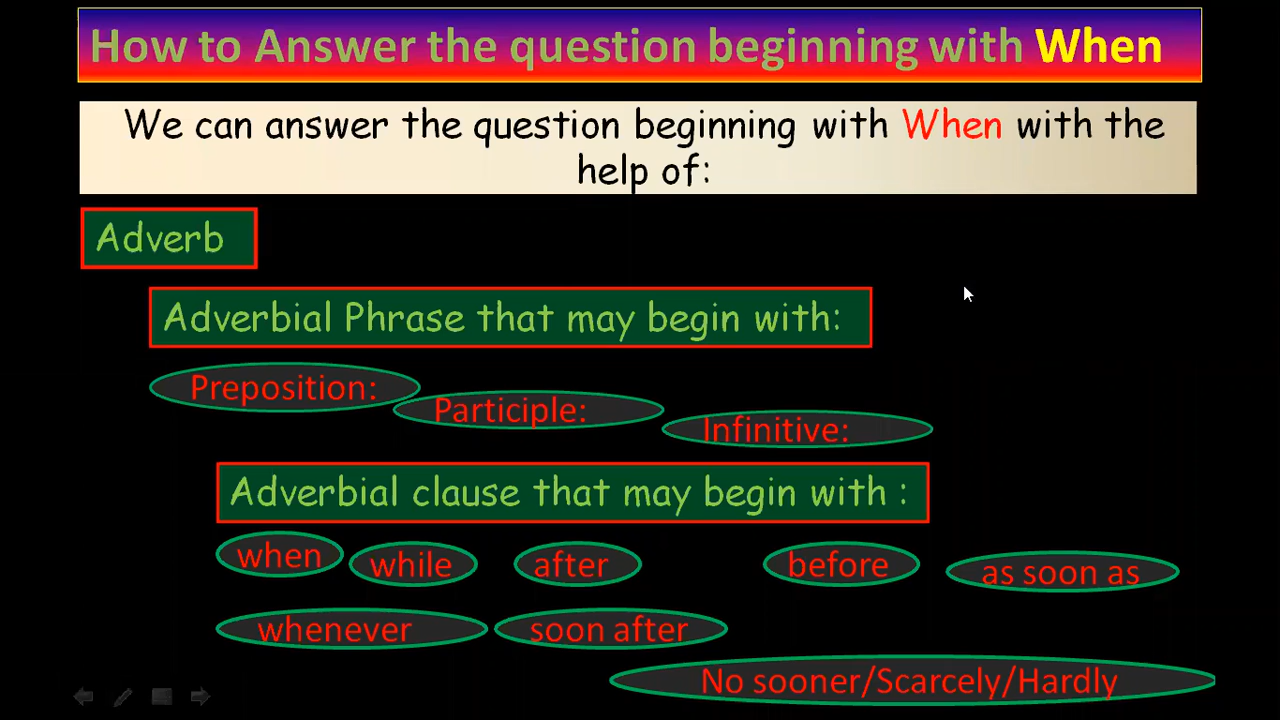 How to Answer the question beginning with When
We can answer the question beginning with When with the
help of:
Adverb
Adverbial Phrase that may begin with:
Preposition:
Participle:
Infinitive:
Adverbial clause that may begin with :
when while after before as soon as
whenever soon after
No sooner/Scarcely/Hardly